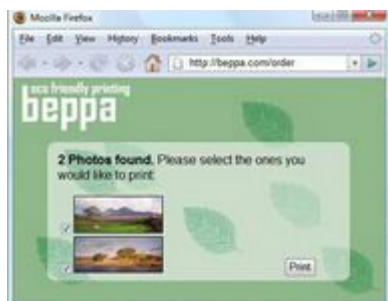 Mozilla Firefox
File Edit View History Bookmarks Tools Help
http://beppa.com/order
eco friendly printing
beppa
2 Photos found. Please select the ones you
would like to print:
Print